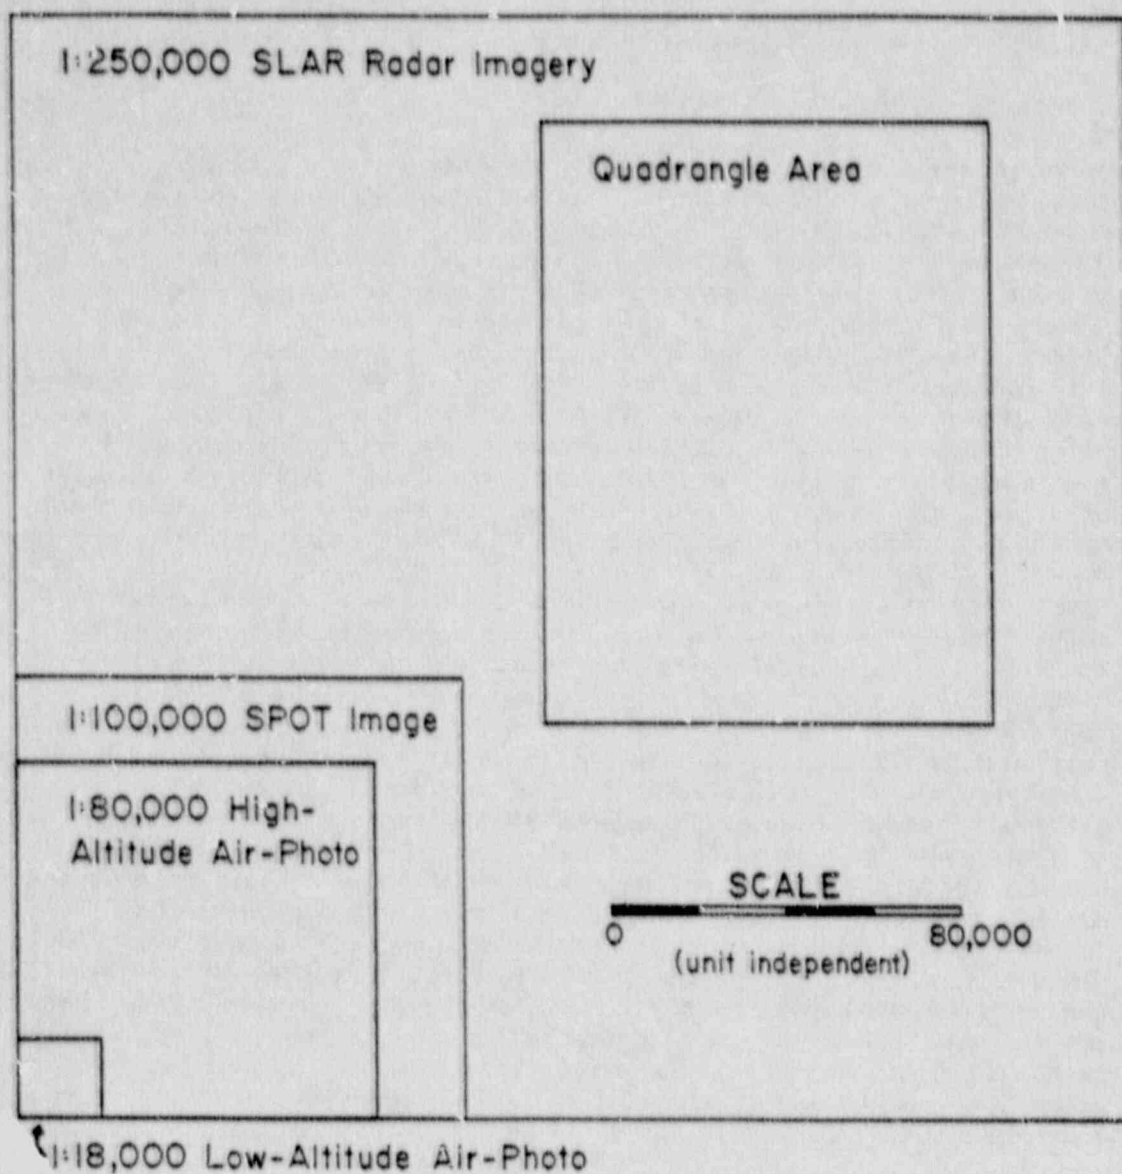 1:250,000 SLAR Radar Imagery
Quadrangle Area
1:100,000 SPOT Image
1:80,000 High-
Altitude Air-Photo
SCALE
0 80,000
(unit independent)
1:18,000 Low-Altitude Air-Photo